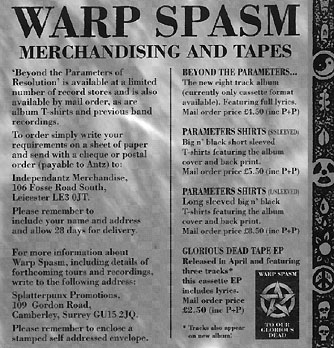 WARP SPASM
MERCHANDISING AND TAPES
'Beyond the Parameters of
Resolution' is available at a limited
number of record stores and is also
available by mail order, as are
album T-shirts and previous band
recordings.
To order simply write your
requirements on a sheet of paper
and send with a cheque or postal
order (payable to Antz) to:
Independantz Merchandise,
106 Fosse Road South,
Leicester LE3 0JT.
Please remember to
include your name and address
and allow 28 days for delivery.
For more information about
Warp Spasm, including details of
forthcoming tours and recordings,
write to the following address:
Splatterpunx Promotions,
109 Gordon Road,
Camberley, Surrey GU15 2JQ.
Please remember to enclose a
stamped self addressed envelope.
BEYOND THE PARAMETERS...
The new eight track album
(currently only cassette format
available). Featuring full lyrics.
Mail order price £4.50 (inc P+P)
PARAMETERS SHIRTS (S/SLEEVED)
Big n' black short sleeved
T-shirts featuring the album
cover and back print.
Mail order price £5.50 (inc P+P)
PARAMETERS SHIRTS (L/SLEEVED)
Long sleeved big n' black
T-shirts featuring the album
cover and back print.
Mail order price £8.50 (inc P+P)
GLORIOUS DEAD TAPE EP
Released in April and featuring
three tracks*
this cassette EP
includes lyrics.
Mail order price
£2.50 (inc P+P)
* Tracks also appear
on new album.
WARP SPASM
TO OUR
GLORIOUS
DEAD